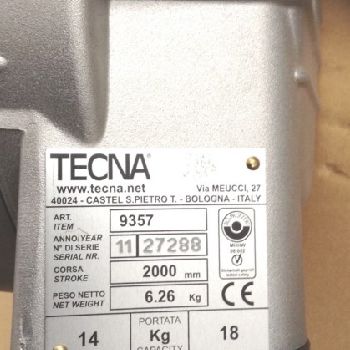 TECNA®
www.tecna.net Via MEUCCI, 27
40024 - CASTEL S.PIETRO T. - BOLOGNA - ITALY
ART. ITEM 9357
ANNO/YEAR
N° DI SERIE SERIAL NR. 11 27288
CORSA STROKE 2000 mm
PESO NETTO NET WEIGHT 6.26 Kg
CE
14 PORTATA Kg CAPACITY 18